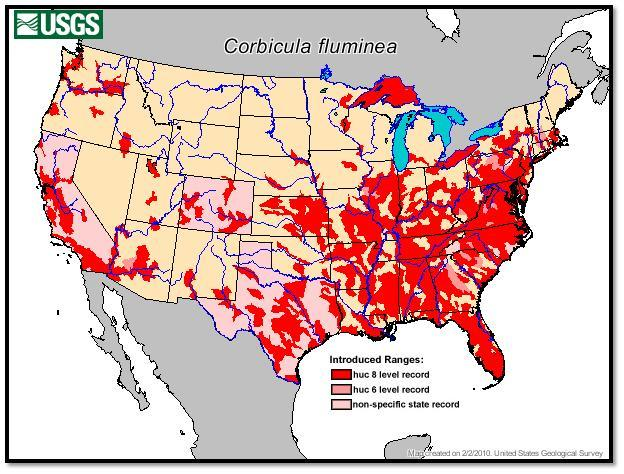 USGS
Corbicula fluminea
Introduced Ranges:
huc 8 level record
huc 6 level record
non-specific state record
Map created on 2/2/2010. United States Geological Survey